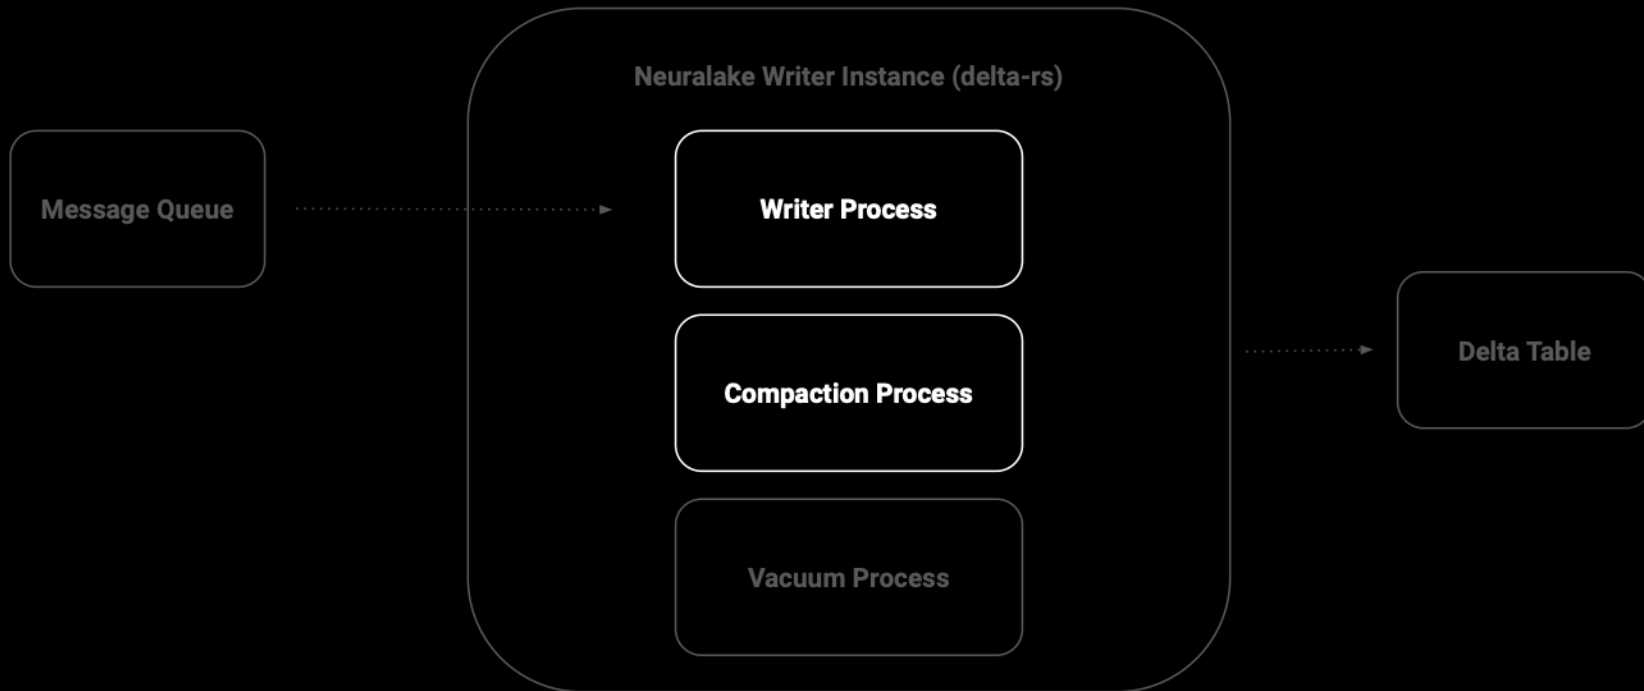 Neuralake Writer Instance (delta-rs)
Message Queue
Writer Process
Compaction Process
Vacuum Process
Delta Table